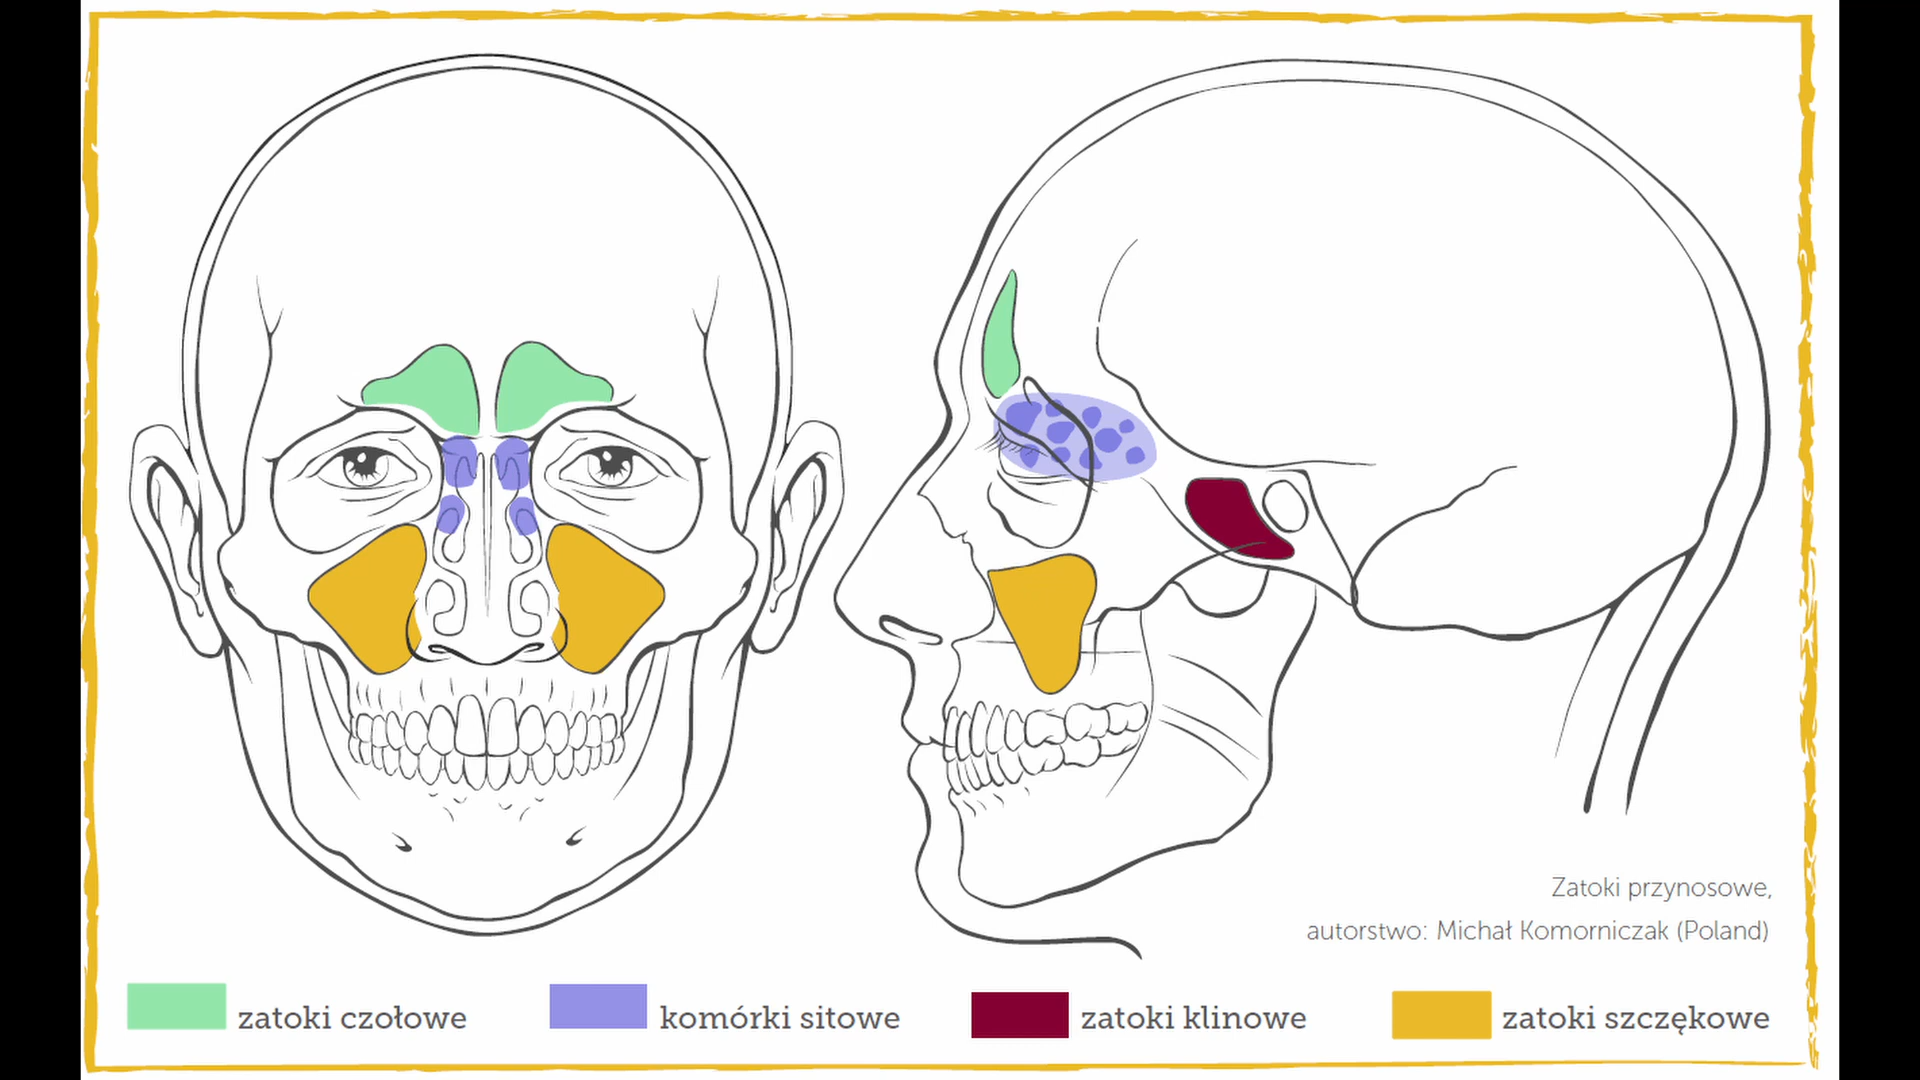 Zatoki przynosowe,
autorstwo: Michał Komorniczak (Poland)
zatoki czołowe
komórki sitowe
zatoki klinowe
zatoki szczękowe